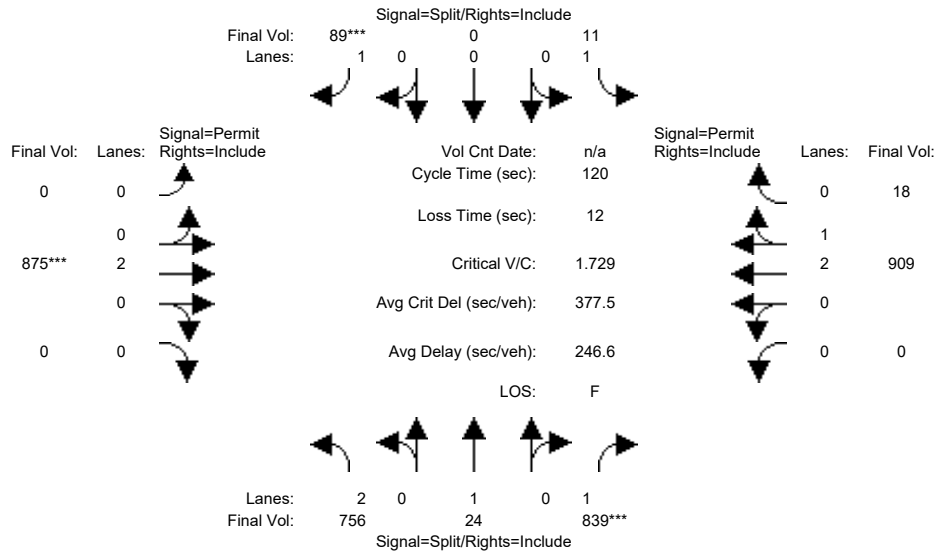 Signal=Split/Rights=Include
Final Vol: 89*** 0 11
Lanes: 1 0 0 0 1
Signal=Permit
Final Vol: Lanes: Rights=Include
Vol Cnt Date: n/a
Signal=Permit
Rights=Include Lanes: Final Vol:
Cycle Time (sec): 120
0 0
0 18
Loss Time (sec): 12
0
1
875*** 2
Critical V/C: 1.729
2 909
0
Avg Crit Del (sec/veh): 377.5
0
0 0
Avg Delay (sec/veh): 246.6
0 0
LOS: F
Lanes: 2 0 1 0 1
Final Vol: 756 24 839***
Signal=Split/Rights=Include